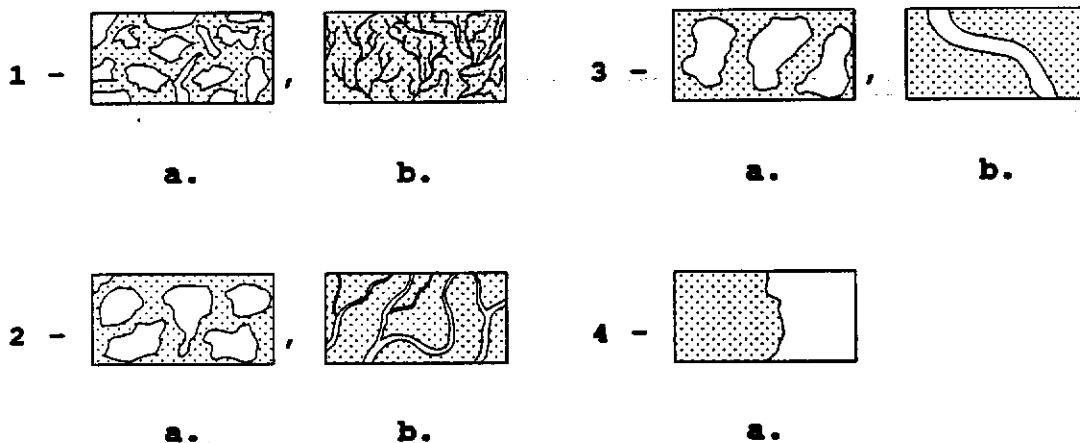 1 - , 3 - ,
a. b. a. b.
2 - , 4 -
a. b. a.